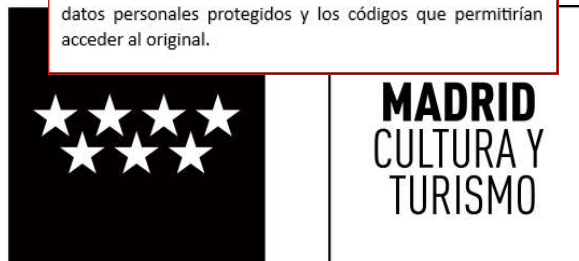 datos personales protegidos y los códigos que permitirían
acceder al original.
MADRID
CULTURA Y
TURISMO